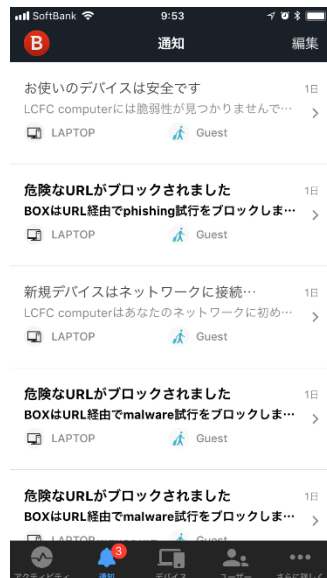 SoftBank 9:53
B 通知 編集
お使いのデバイスは安全です 1日
LCFC computerには脆弱性が見つかりませんで…
LAPTOP Guest
危険なURLがブロックされました 1日
BOXはURL経由でphishing試行をブロックしま…
LAPTOP Guest
新規デバイスはネットワークに接続… 1日
LCFC computerはあなたのネットワークに初め…
LAPTOP Guest
危険なURLがブロックされました 1日
BOXはURL経由でmalware試行をブロックしま…
LAPTOP Guest
危険なURLがブロックされました 1日
BOXはURL経由でmalware試行をブロックしま…
LAPTOP Guest
3
アクティビティ 通知 デバイス ユーザー さらに詳しく